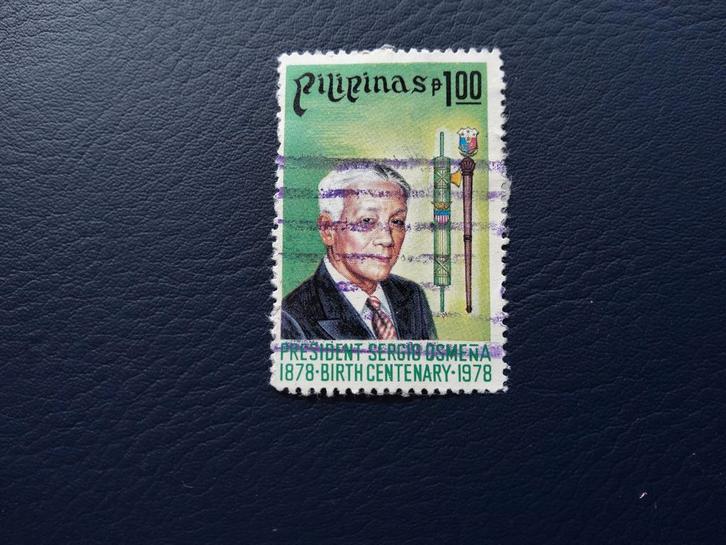 Pilipinas ₱1.00
PRESIDENT SERGIO OSMEÑA
1878·BIRTH CENTENARY·1978